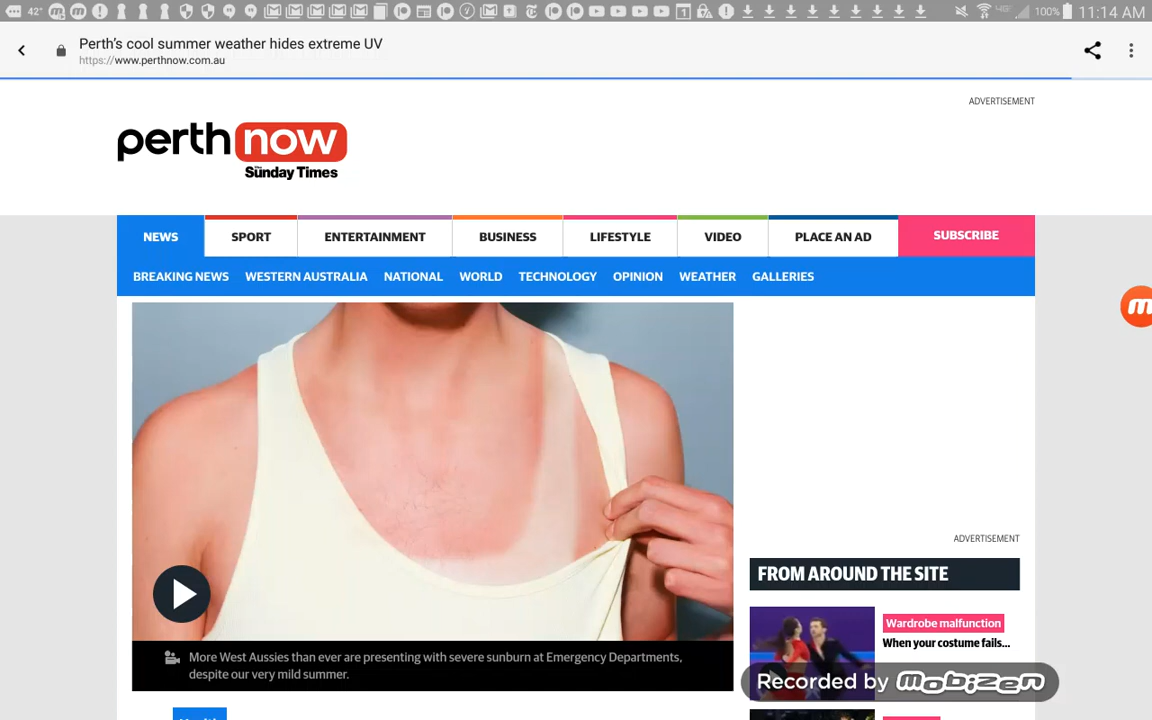 42°
100%
11:14 AM
Perth's cool summer weather hides extreme UV
https://www.perthnow.com.au
ADVERTISEMENT
perth now
The Sunday Times
NEWS
SPORT
ENTERTAINMENT
BUSINESS
LIFESTYLE
VIDEO
PLACE AN AD
SUBSCRIBE
BREAKING NEWS
WESTERN AUSTRALIA
NATIONAL
WORLD
TECHNOLOGY
OPINION
WEATHER
GALLERIES
More West Aussies than ever are presenting with severe sunburn at Emergency Departments,
despite our very mild summer.
ADVERTISEMENT
FROM AROUND THE SITE
Wardrobe malfunction
When your costume fails...
Recorded by mobizen